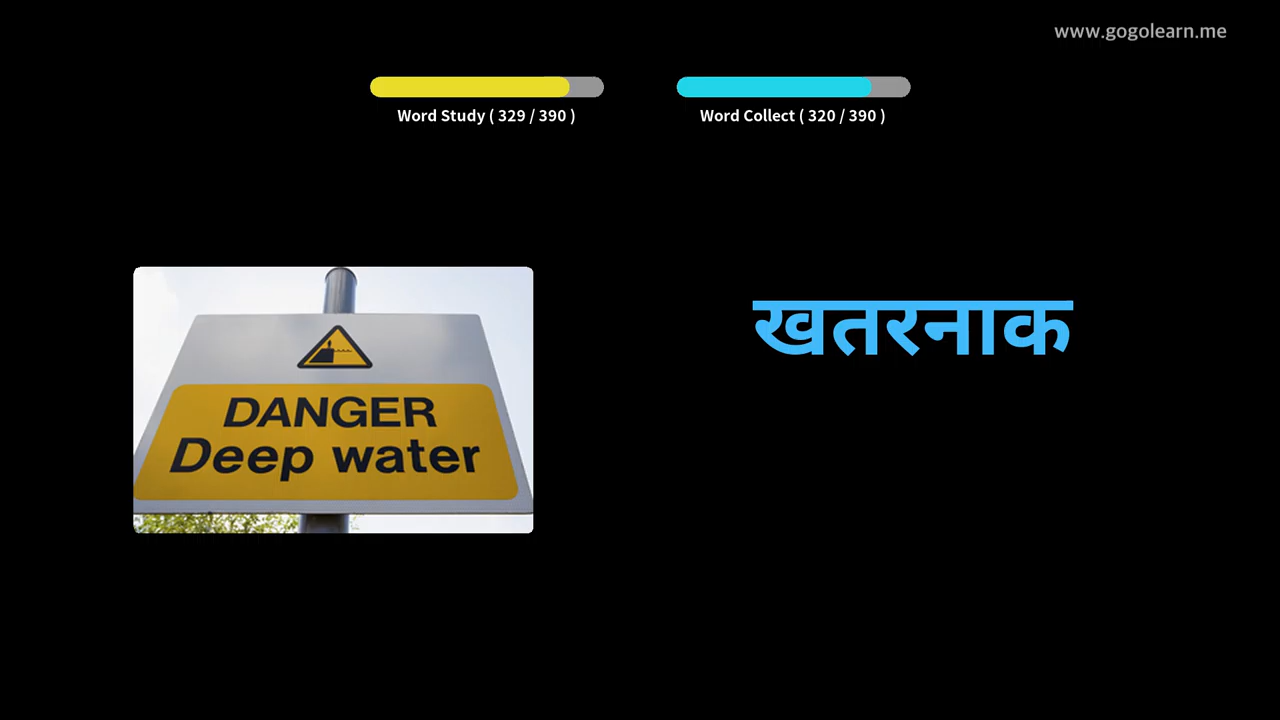 www.gogolearn.me
Word Study ( 329 / 390 )
Word Collect ( 320 / 390 )
DANGER
Deep water
खतरनाक